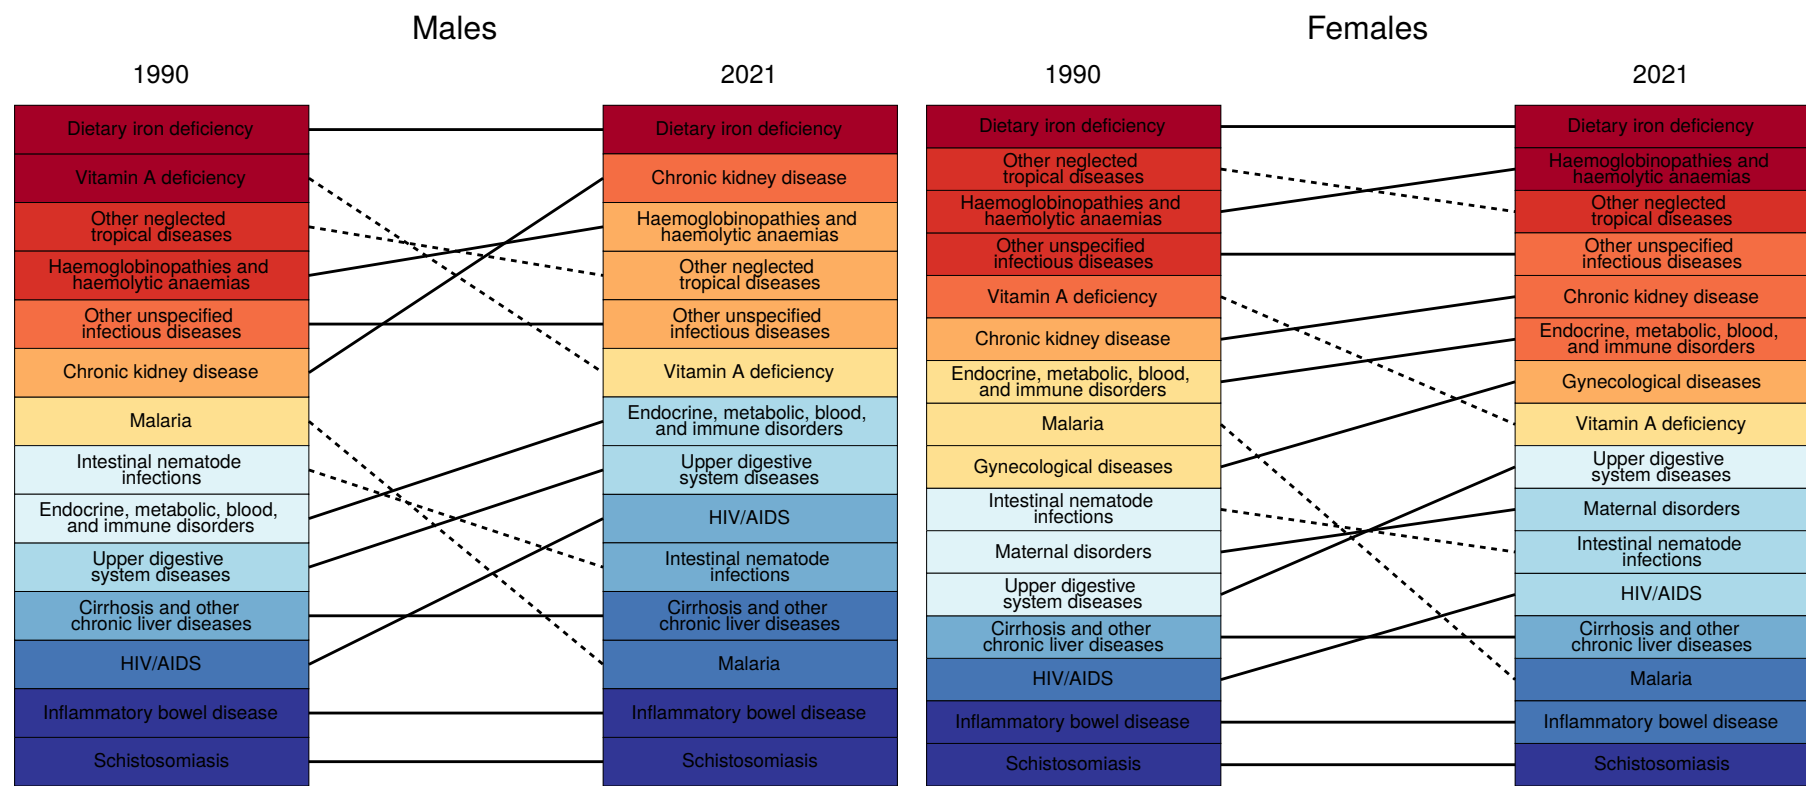 Males
1990
2021
Dietary iron deficiency
Vitamin A deficiency
Other neglected
tropical diseases
Haemoglobinopathies and
haemolytic anaemias
Other unspecified
infectious diseases
Chronic kidney disease
Malaria
Intestinal nematode
infections
Endocrine, metabolic, blood,
and immune disorders
Upper digestive
system diseases
Cirrhosis and other
chronic liver diseases
HIV/AIDS
Inflammatory bowel disease
Schistosomiasis
Dietary iron deficiency
Chronic kidney disease
Haemoglobinopathies and
haemolytic anaemias
Other neglected
tropical diseases
Other unspecified
infectious diseases
Vitamin A deficiency
Endocrine, metabolic, blood,
and immune disorders
Upper digestive
system diseases
HIV/AIDS
Intestinal nematode
infections
Cirrhosis and other
chronic liver diseases
Malaria
Inflammatory bowel disease
Schistosomiasis
Females
1990
2021
Dietary iron deficiency
Other neglected
tropical diseases
Haemoglobinopathies and
haemolytic anaemias
Other unspecified
infectious diseases
Vitamin A deficiency
Chronic kidney disease
Endocrine, metabolic, blood,
and immune disorders
Malaria
Gynecological diseases
Intestinal nematode
infections
Maternal disorders
Upper digestive
system diseases
Cirrhosis and other
chronic liver diseases
HIV/AIDS
Inflammatory bowel disease
Schistosomiasis
Dietary iron deficiency
Haemoglobinopathies and
haemolytic anaemias
Other neglected
tropical diseases
Other unspecified
infectious diseases
Chronic kidney disease
Endocrine, metabolic, blood,
and immune disorders
Gynecological diseases
Vitamin A deficiency
Upper digestive
system diseases
Maternal disorders
Intestinal nematode
infections
HIV/AIDS
Cirrhosis and other
chronic liver diseases
Malaria
Inflammatory bowel disease
Schistosomiasis